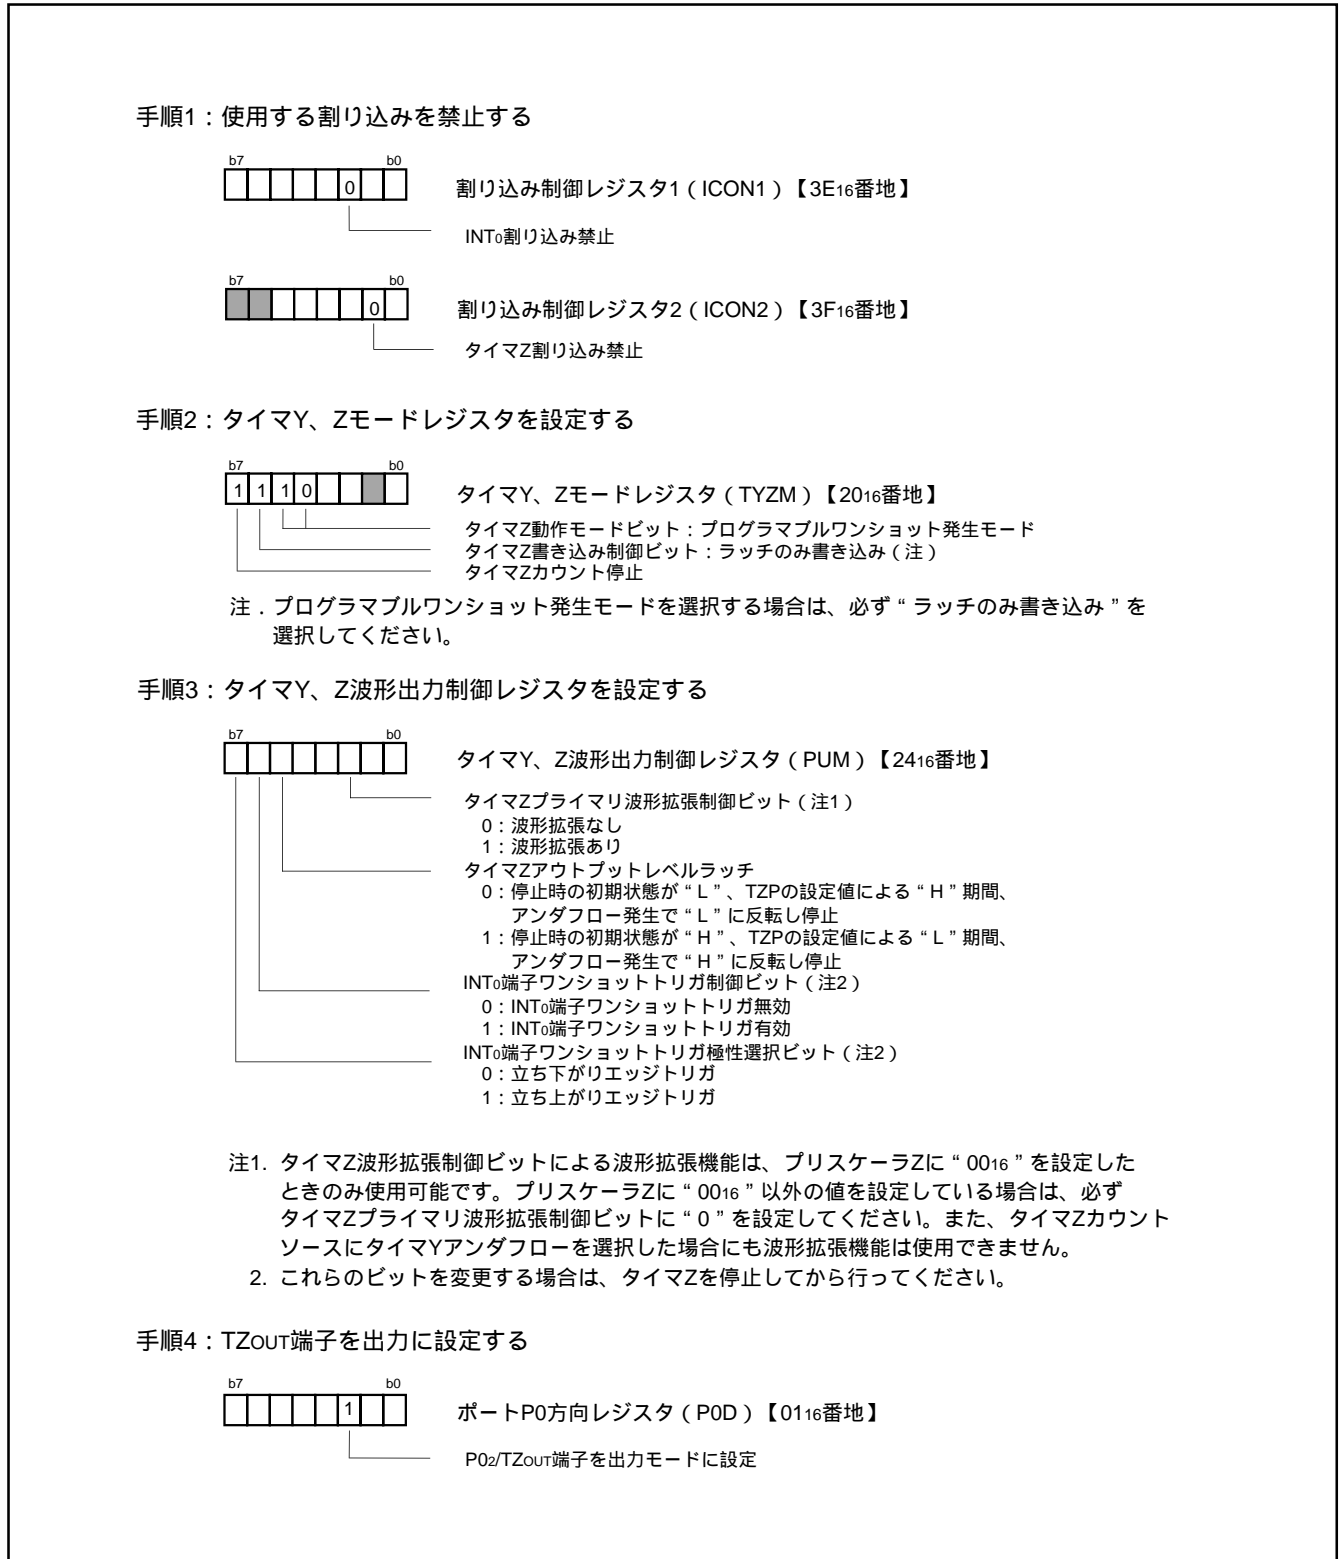 手順1：使用する割り込みを禁止する
b7 b0
0
割り込み制御レジスタ1（ICON1）【3E16番地】
INT0割り込み禁止
b7 b0
0
割り込み制御レジスタ2（ICON2）【3F16番地】
タイマZ割り込み禁止
手順2：タイマY、Zモードレジスタを設定する
b7 b0
1 1 1 0
タイマY、Zモードレジスタ（TYZM）【2016番地】
タイマZ動作モードビット：プログラマブルワンショット発生モード
タイマZ書き込み制御ビット：ラッチのみ書き込み（注）
タイマZカウント停止
注．プログラマブルワンショット発生モードを選択する場合は、必ず“ラッチのみ書き込み”を
選択してください。
手順3：タイマY、Z波形出力制御レジスタを設定する
b7 b0
タイマY、Z波形出力制御レジスタ（PUM）【2416番地】
タイマZプライマリ波形拡張制御ビット（注1）
0：波形拡張なし
1：波形拡張あり
タイマZアウトプットレベルラッチ
0：停止時の初期状態が“L”、TZPの設定値による“H”期間、
アンダフロー発生で“L”に反転し停止
1：停止時の初期状態が“H”、TZPの設定値による“L”期間、
アンダフロー発生で“H”に反転し停止
INT0端子ワンショットトリガ制御ビット（注2）
0：INT0端子ワンショットトリガ無効
1：INT0端子ワンショットトリガ有効
INT0端子ワンショットトリガ極性選択ビット（注2）
0：立ち下がりエッジトリガ
1：立ち上がりエッジトリガ
注1. タイマZ波形拡張制御ビットによる波形拡張機能は、プリスケーラZに“0016”を設定した
ときのみ使用可能です。プリスケーラZに“0016”以外の値を設定している場合は、必ず
タイマZプライマリ波形拡張制御ビットに“0”を設定してください。また、タイマZカウント
ソースにタイマYアンダフローを選択した場合にも波形拡張機能は使用できません。
2. これらのビットを変更する場合は、タイマZを停止してから行ってください。
手順4：TZOUT端子を出力に設定する
b7 b0
1
ポートP0方向レジスタ（P0D）【0116番地】
P02/TZOUT端子を出力モードに設定